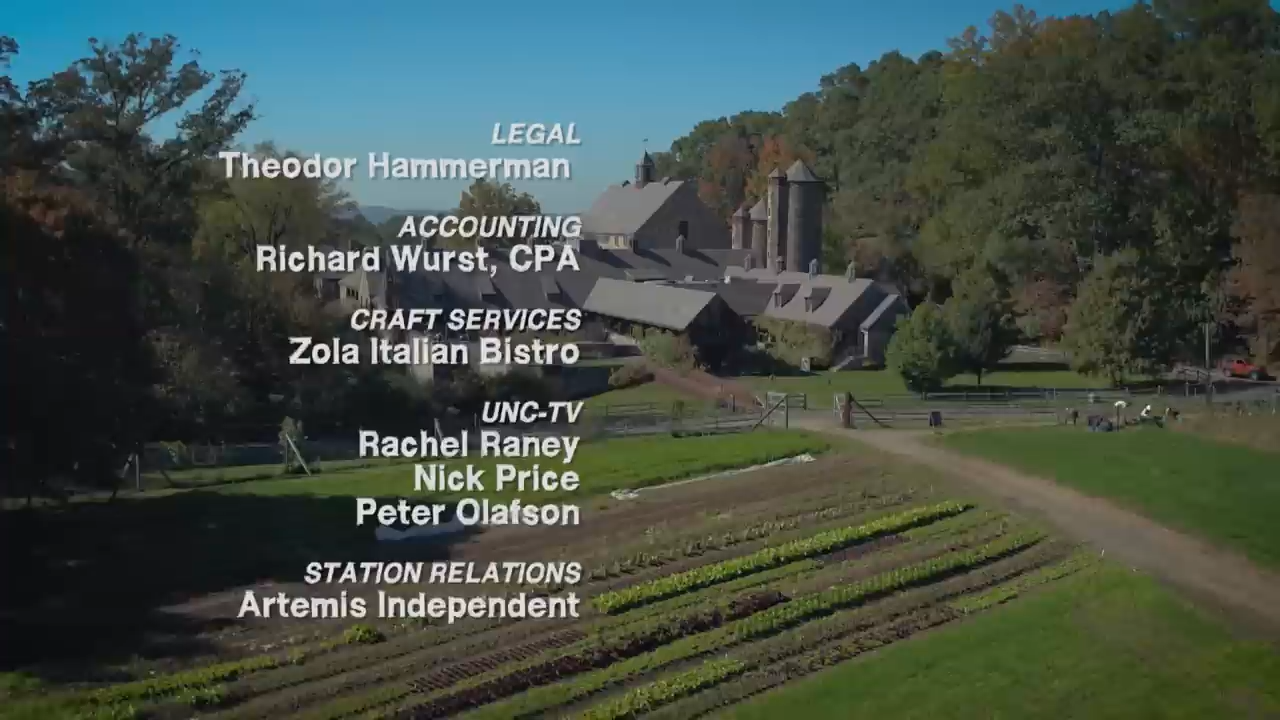 LEGAL
Theodor Hammerman
ACCOUNTING
Richard Wurst, CPA
CRAFT SERVICES
Zola Italian Bistro
UNC-TV
Rachel Raney
Nick Price
Peter Olafson
STATION RELATIONS
Artemis Independent